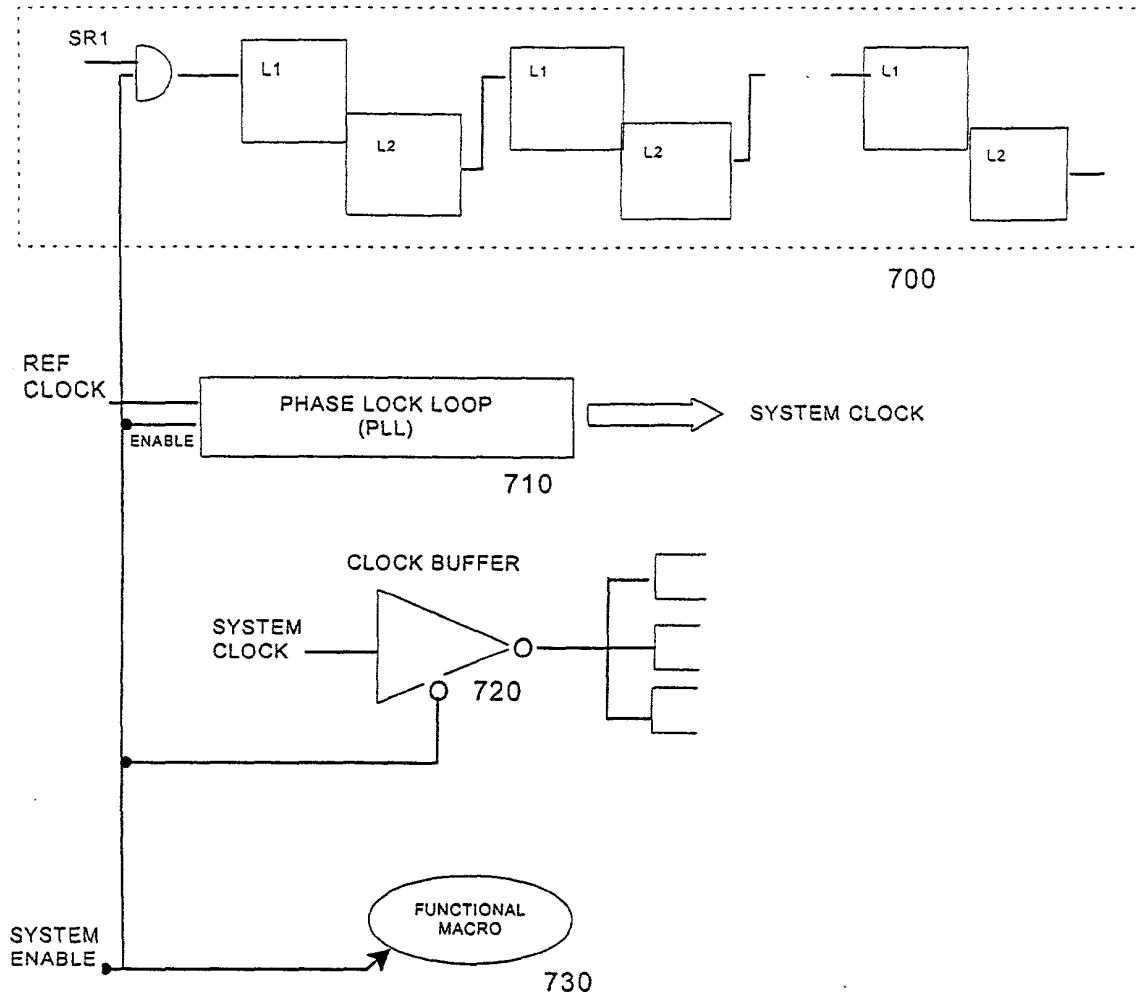 SR1
L1
L2
L1
L2
L1
L2
700
REF
CLOCK
ENABLE
PHASE LOCK LOOP
(PLL)
710
SYSTEM CLOCK
CLOCK BUFFER
SYSTEM
CLOCK
720
SYSTEM
ENABLE
FUNCTIONAL
MACRO
730